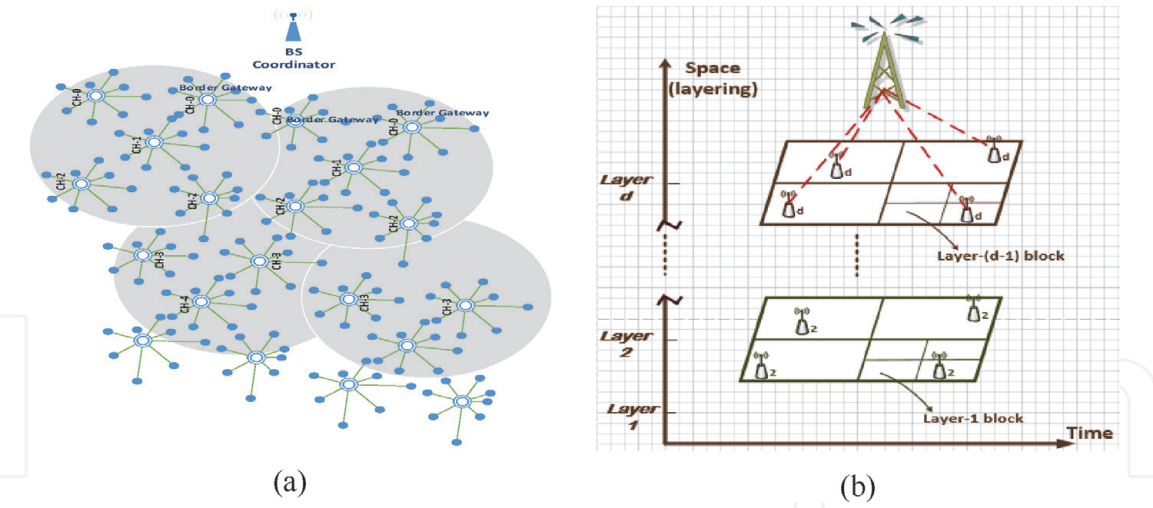 BS
Coordinator
CH-0
Border Gateway
CH-0
CH-0
Border Gateway
Border Gateway
CH-0
CH-1
CH-1
CH-2
CH-2
CH-2
CH-2
CH-3
CH-3
CH-4
CH-3
CH-3
(a)
Space
(layering)
Layer
d
d
d
d
d
Layer-(d-1) block
Layer
2
2
2
2
2
Layer-1 block
Layer
1
Time
(b)